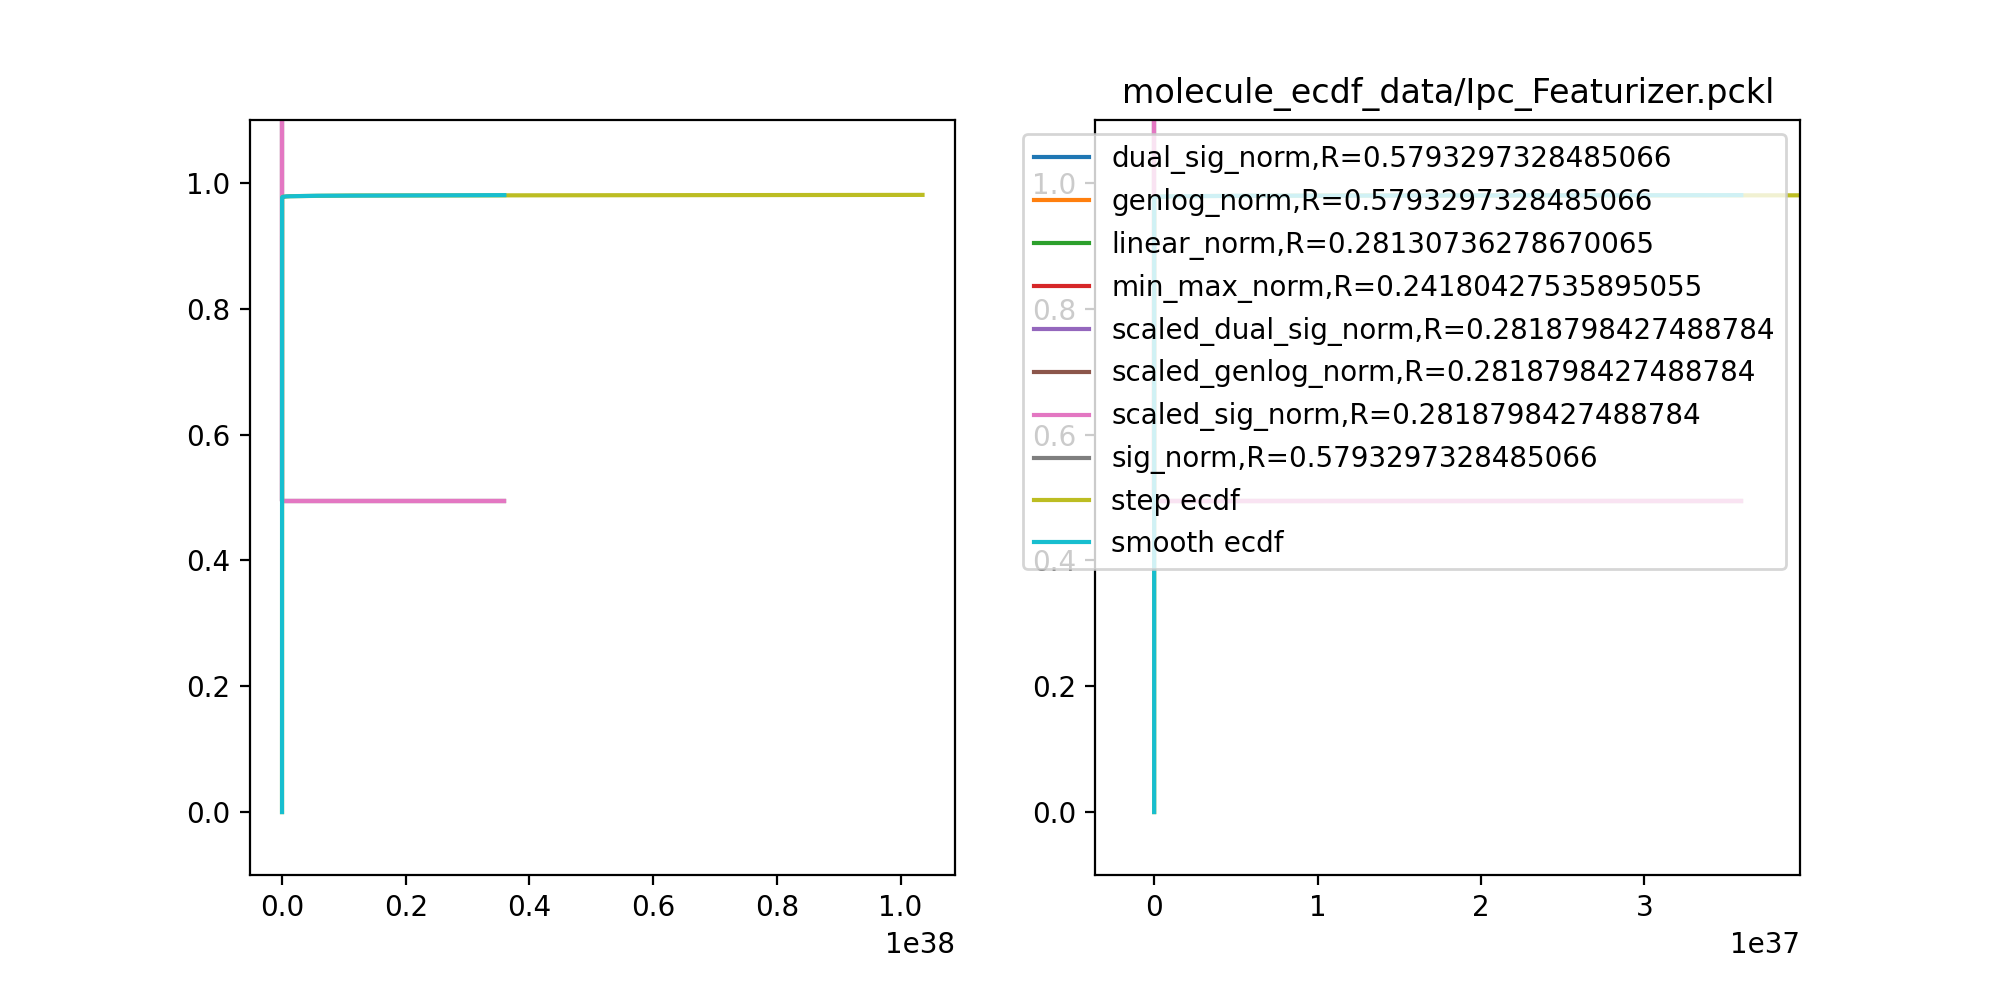 1.0
0.8
0.6
0.4
0.2
0.0
0.0 0.2 0.4 0.6 0.8 1.0
1e38
molecule_ecdf_data/Ipc_Featurizer.pckl
dual_sig_norm,R=0.5793297328485066
genlog_norm,R=0.5793297328485066
linear_norm,R=0.28130736278670065
min_max_norm,R=0.24180427535895055
scaled_dual_sig_norm,R=0.2818798427488784
scaled_genlog_norm,R=0.2818798427488784
scaled_sig_norm,R=0.2818798427488784
sig_norm,R=0.5793297328485066
step ecdf
smooth ecdf
1.0
0.8
0.6
0.4
0.2
0.0
0 1 2 3
1e37